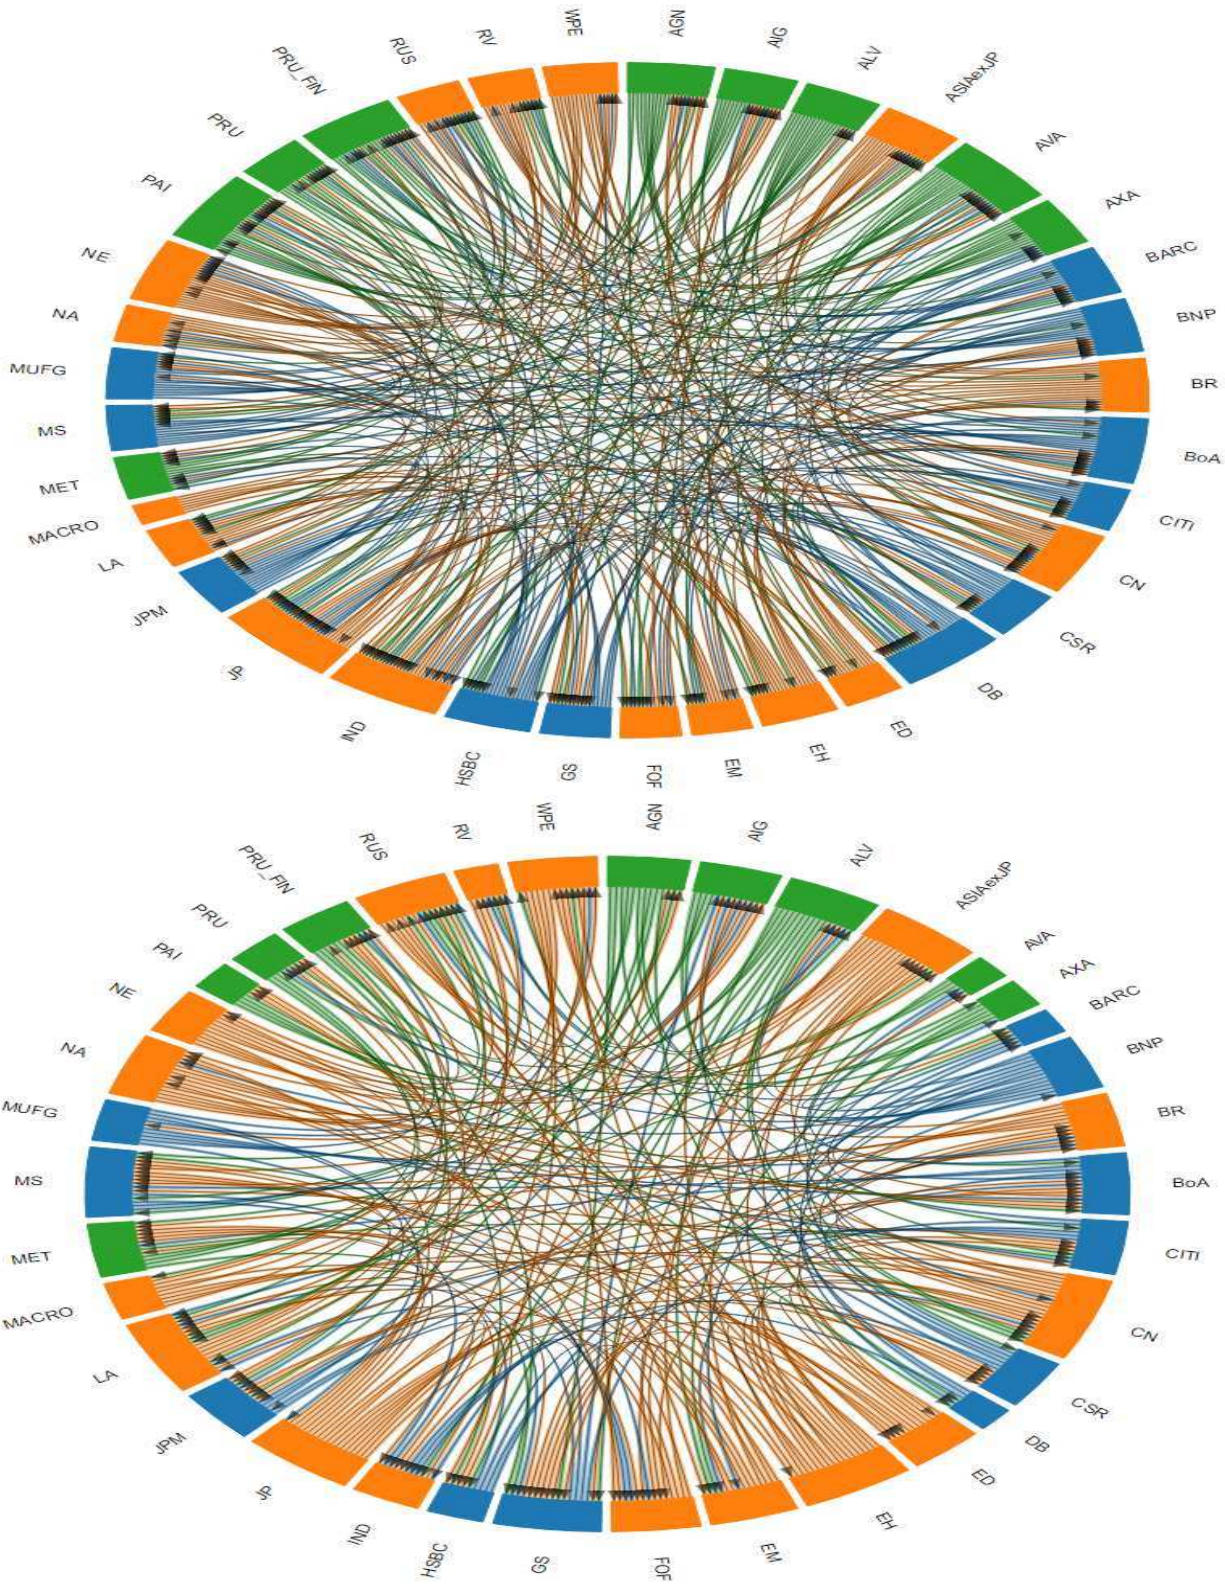 AGN
AIG
ALV
ASIAexJP
AVA
AXA
BARC
BNP
BR
BoA
CITI
CN
CSR
DB
ED
EH
EM
FOF
GS
HSBC
IND
JP
JPM
LA
MACRO
MET
MS
MUFG
NA
NE
PAI
PRU
PRU_FIN
RUS
RV
WPE
AGN
AIG
ALV
ASIAexJP
AVA
AXA
BARC
BNP
BR
BoA
CITI
CN
CSR
DB
ED
EH
EM
FOF
GS
HSBC
IND
JP
JPM
LA
MACRO
MET
MS
MUFG
NA
NE
PAI
PRU
PRU_FIN
RUS
RV
WPE